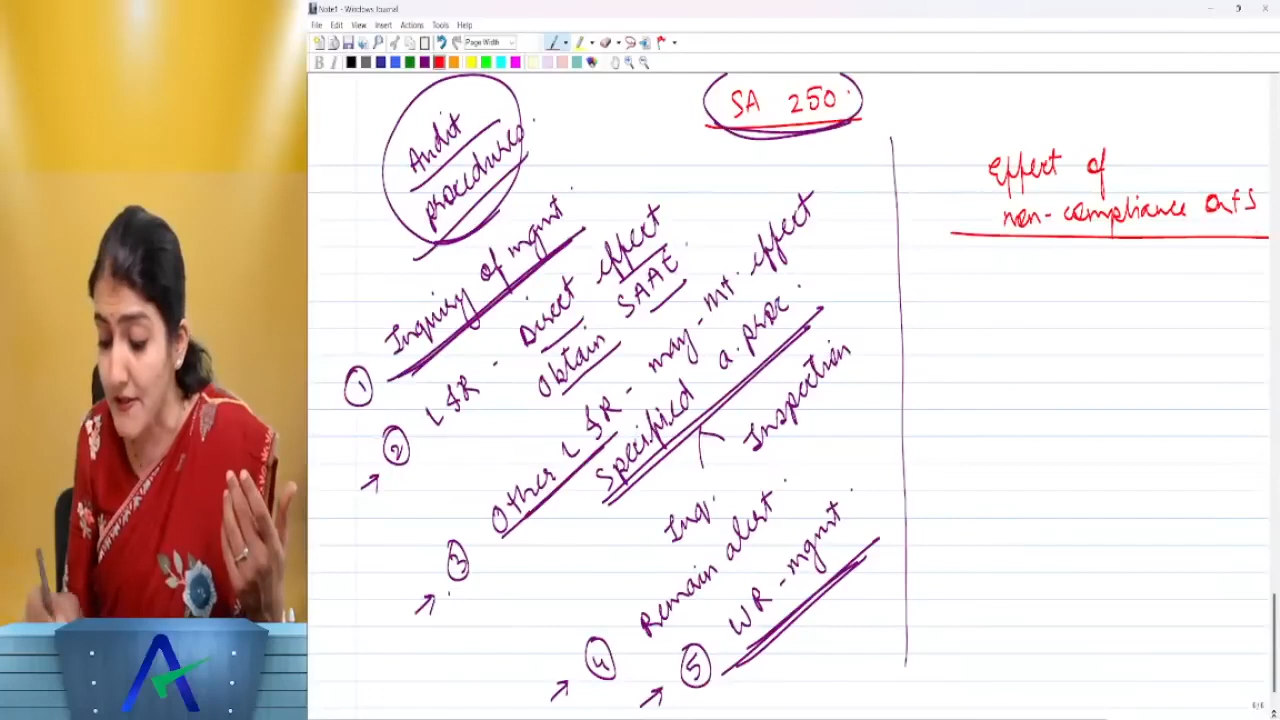 Note1 - Windows Journal
File Edit View Insert Actions Tools Help
Page Width
B I
SA 250.
Audit
procedures.
① Inquiry of mgmt
② L & R - Direct effect
Obtain SAAE
③ Other L & R - may - mt. effect
Specified a. proc.
Inq. Inspection
④ Remain alert.
⑤ WR - mgmt
Effect of
non-compliance on FS
6/6